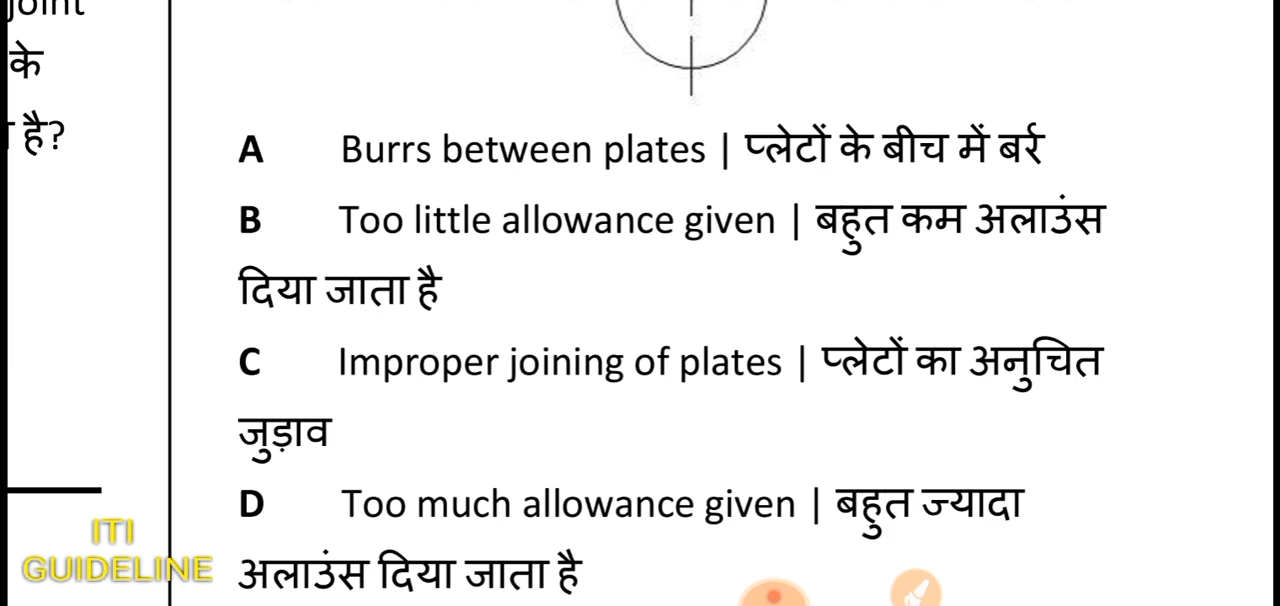 joint
के
है?
A Burrs between plates | प्लेटों के बीच में बर्र
B Too little allowance given | बहुत कम अलाउंस
दिया जाता है
C Improper joining of plates | प्लेटों का अनुचित
जुड़ाव
D Too much allowance given | बहुत ज्यादा
अलाउंस दिया जाता है
ITI
GUIDELINE